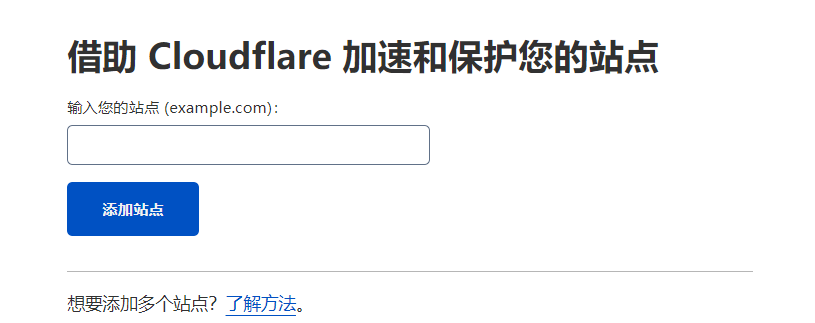 借助 Cloudflare 加速和保护您的站点
输入您的站点 (example.com)：
添加站点
想要添加多个站点？了解方法。